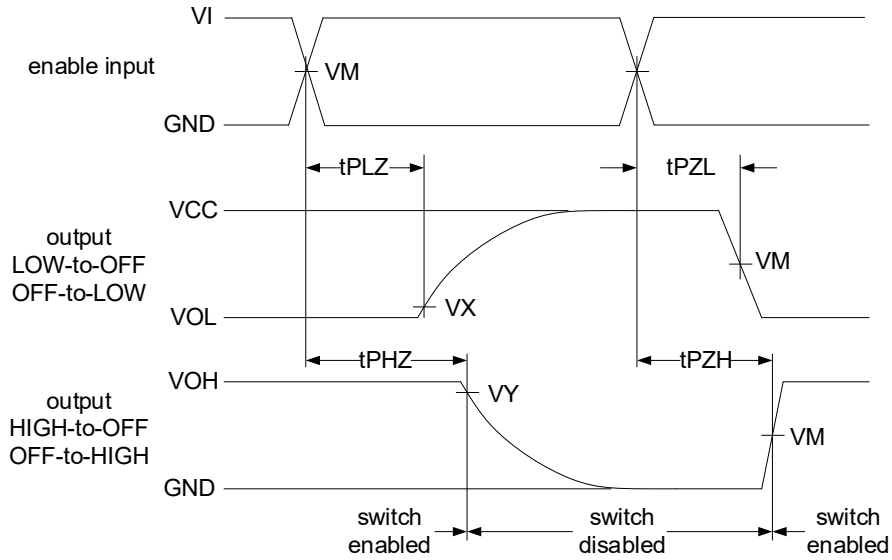 VI
enable input
VM
GND
tPLZ
tPZL
VCC
output
LOW-to-OFF
OFF-to-LOW
VM
VX
VOL
tPHZ
tPZH
VOH
VY
output
HIGH-to-OFF
OFF-to-HIGH
VM
GND
switch
enabled
switch
disabled
switch
enabled